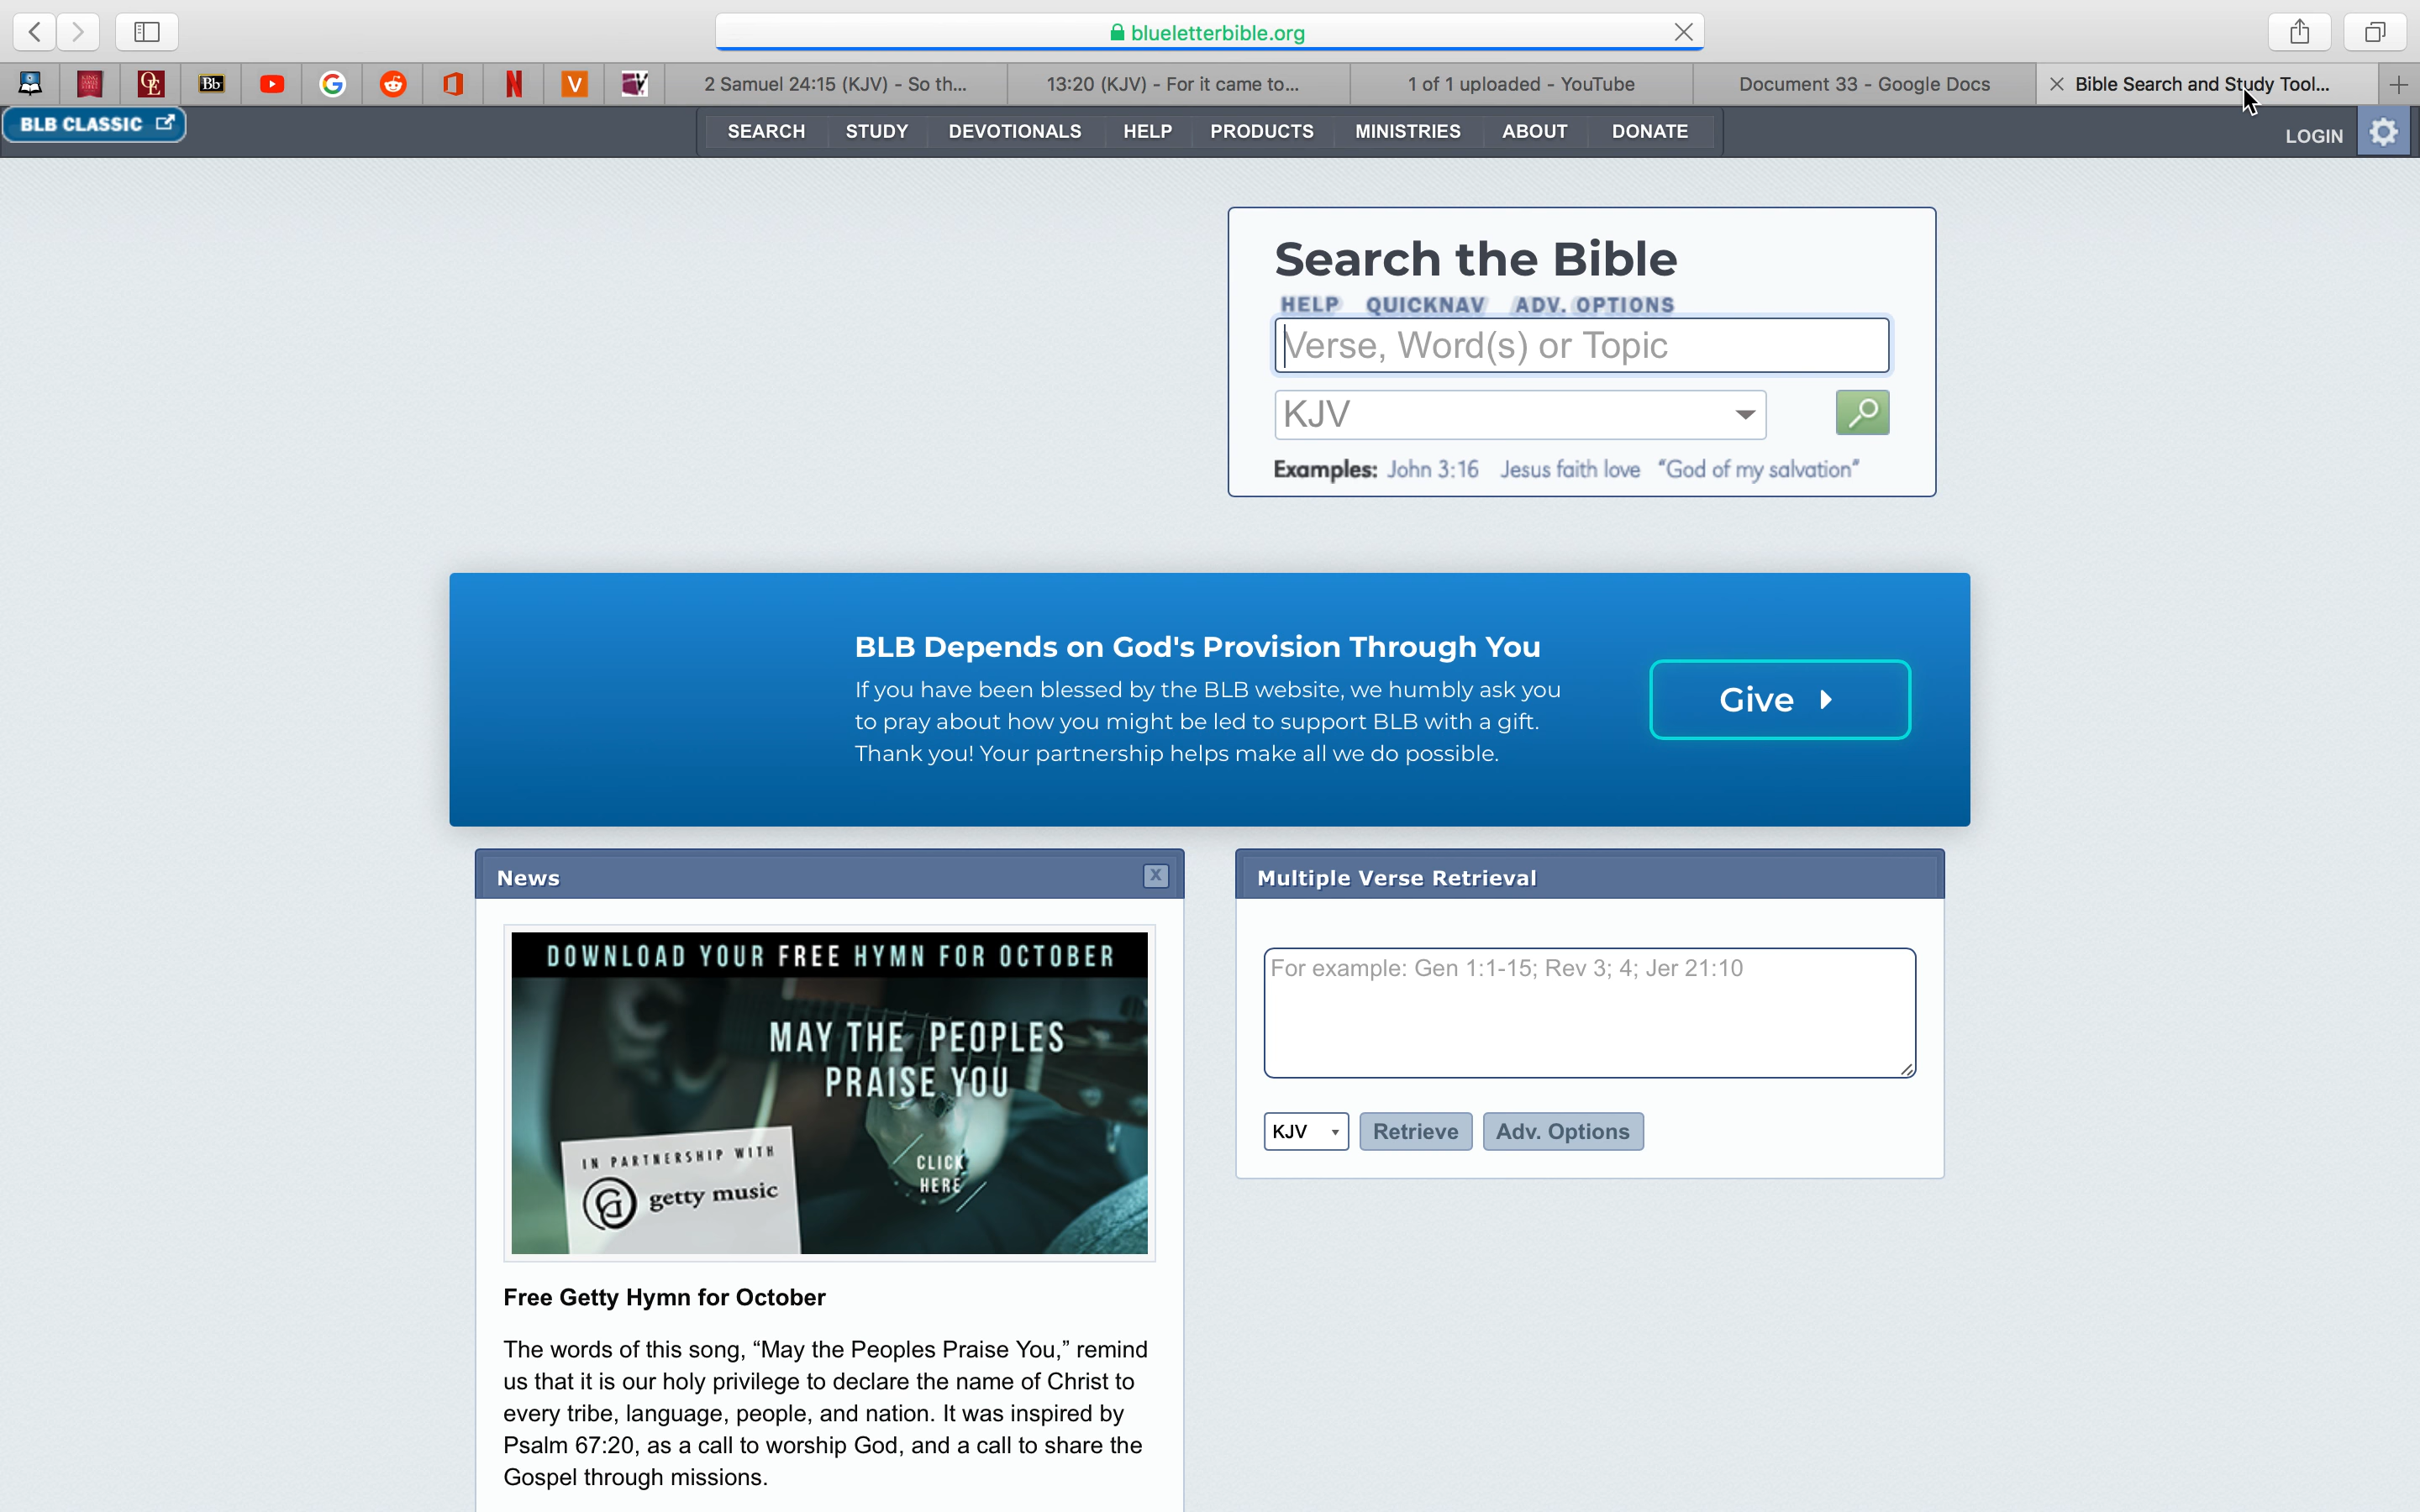 blueletterbible.org
Bb
2 Samuel 24:15 (KJV) - So th...
13:20 (KJV) - For it came to...
1 of 1 uploaded - YouTube
Document 33 - Google Docs
Bible Search and Study Tool...
BLB CLASSIC
SEARCH STUDY DEVOTIONALS HELP PRODUCTS MINISTRIES ABOUT DONATE
LOGIN
Search the Bible
HELP QUICKNAV ADV. OPTIONS
Verse, Word(s) or Topic
KJV
Examples: John 3:16 Jesus faith love “God of my salvation”
BLB Depends on God's Provision Through You
If you have been blessed by the BLB website, we humbly ask you
to pray about how you might be led to support BLB with a gift.
Thank you! Your partnership helps make all we do possible.
Give
News
X
DOWNLOAD YOUR FREE HYMN FOR OCTOBER
MAY THE PEOPLES
PRAISE YOU
IN PARTNERSHIP WITH
getty music
CLICK
HERE
Free Getty Hymn for October
The words of this song, “May the Peoples Praise You,” remind
us that it is our holy privilege to declare the name of Christ to
every tribe, language, people, and nation. It was inspired by
Psalm 67:20, as a call to worship God, and a call to share the
Gospel through missions.
Multiple Verse Retrieval
For example: Gen 1:1-15; Rev 3; 4; Jer 21:10
KJV Retrieve Adv. Options